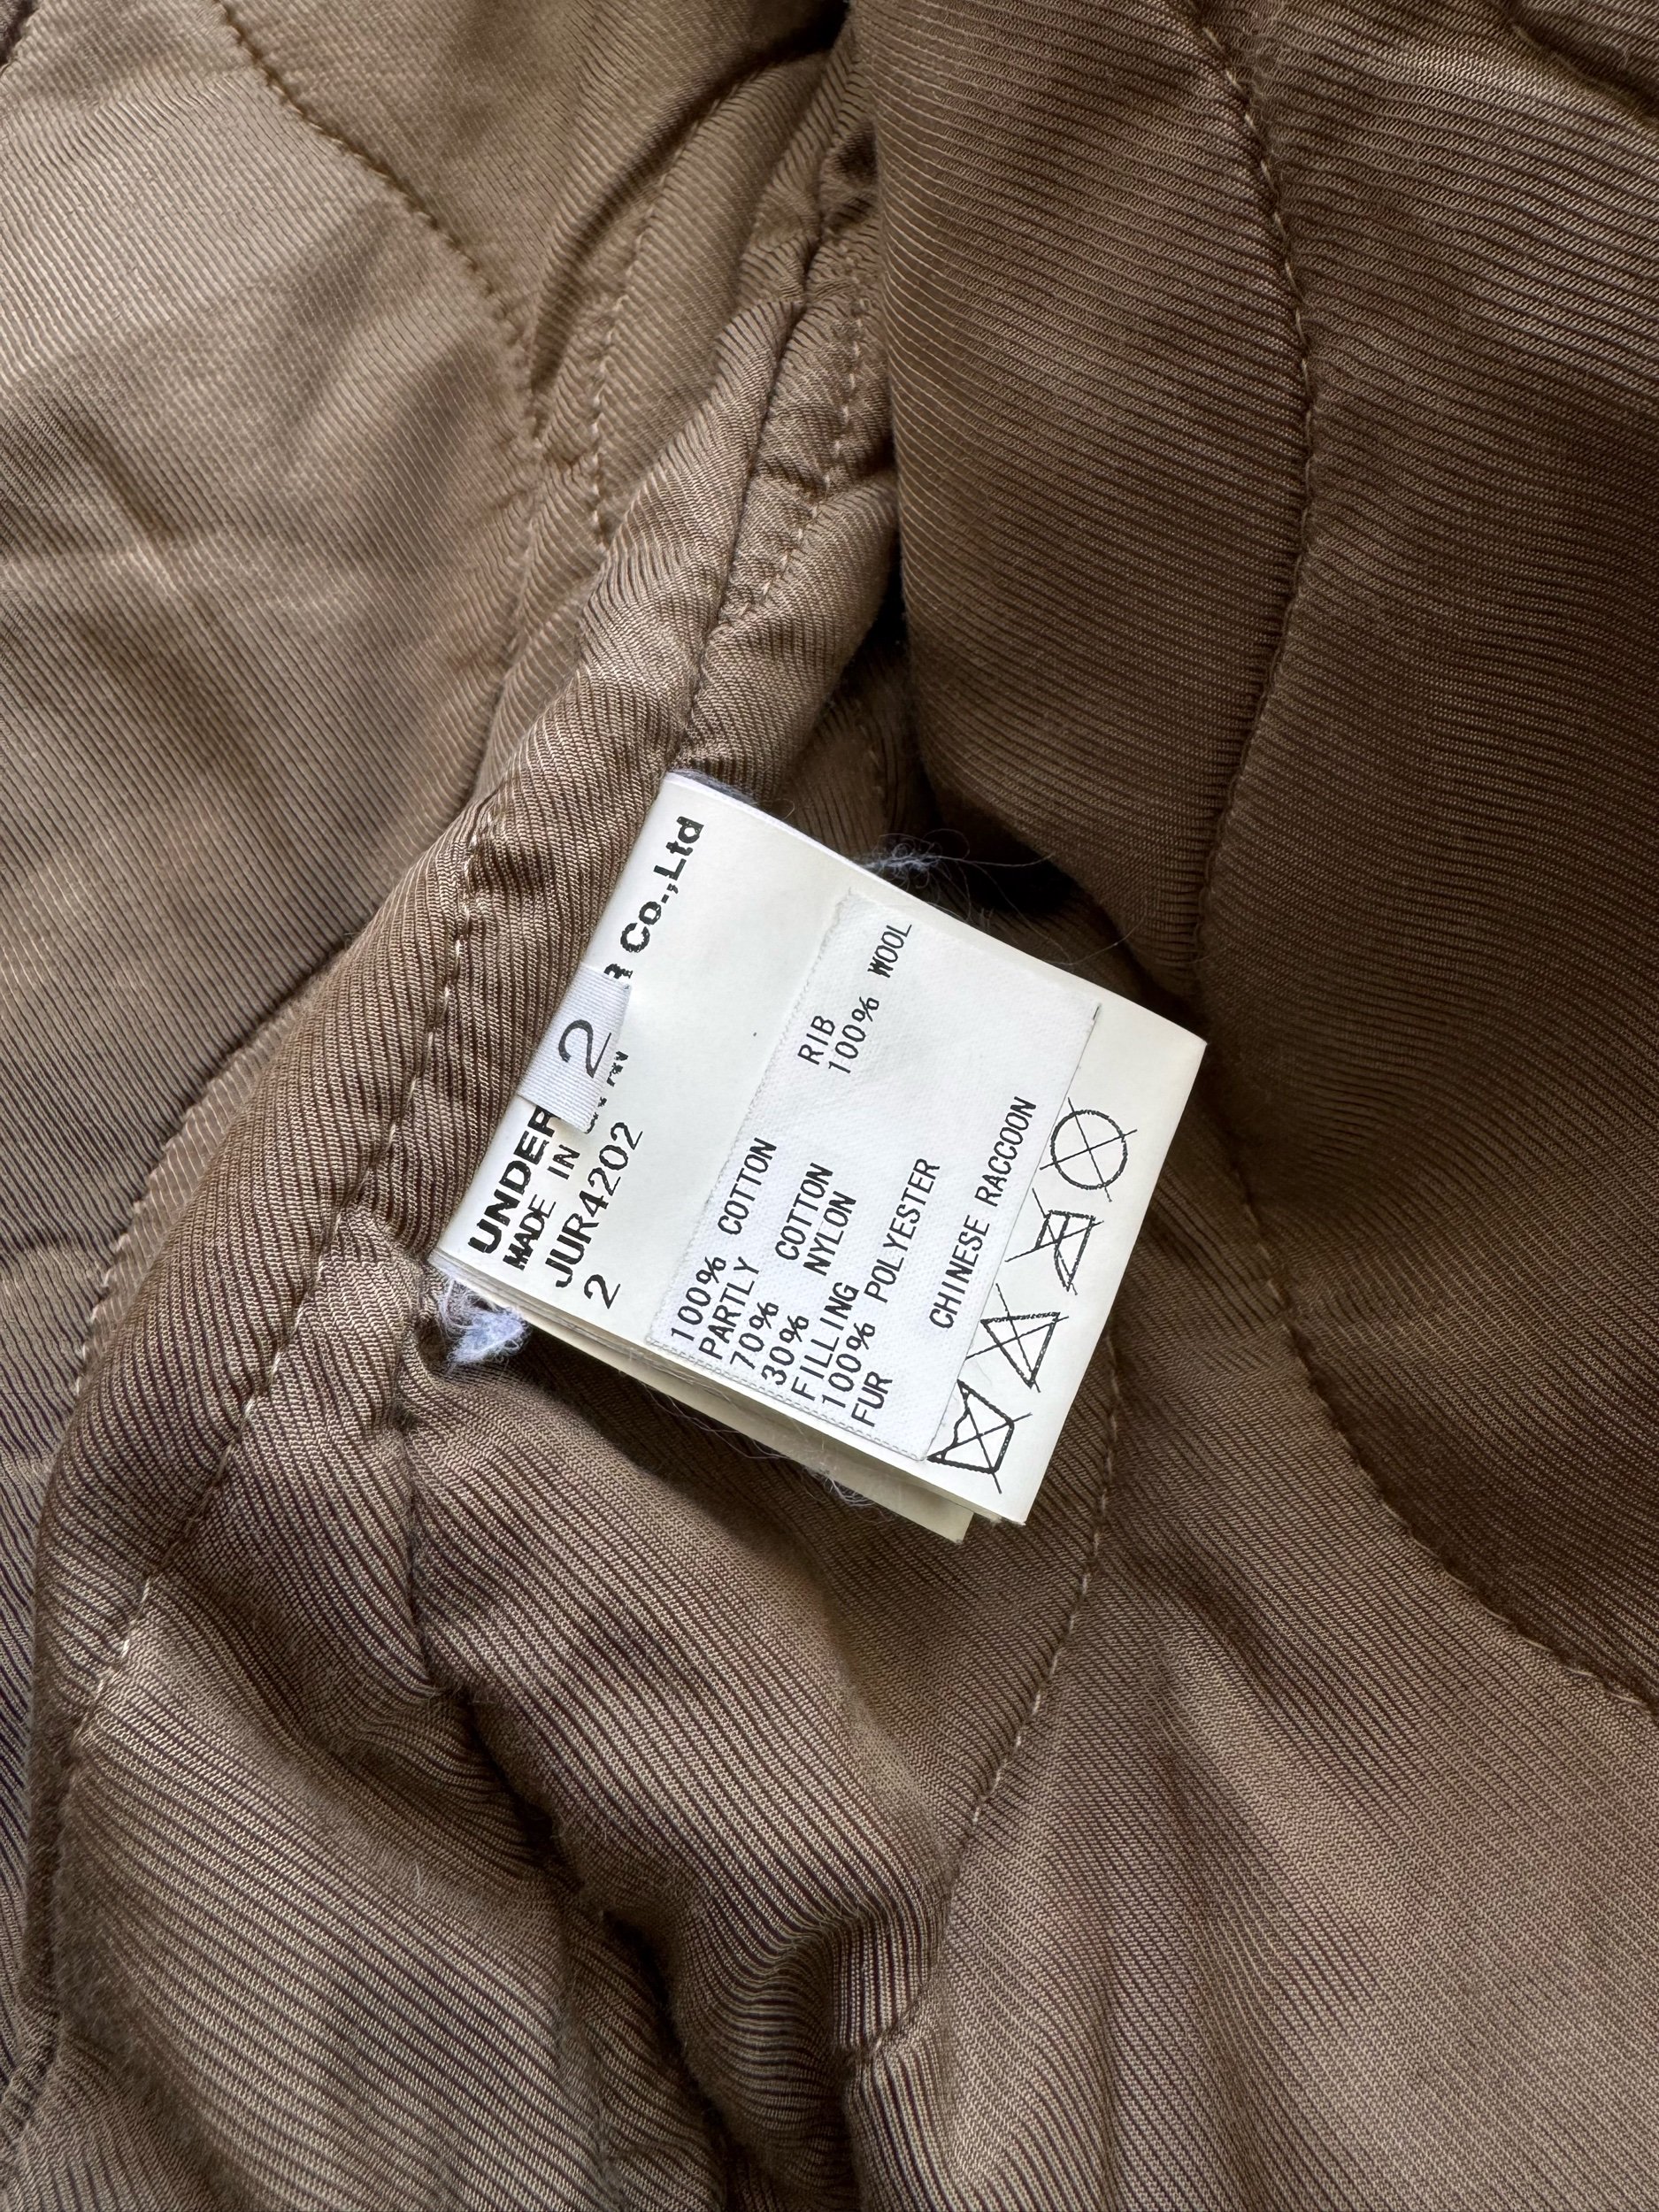 UNDER R Co.,Ltd
2
MADE IN
JUR4202
2
100% COTTON
PARTLY
70% COTTON
30% NYLON
FILLING
100% POLYESTER
FUR
CHINESE RACCOON
RIB
100% WOOL